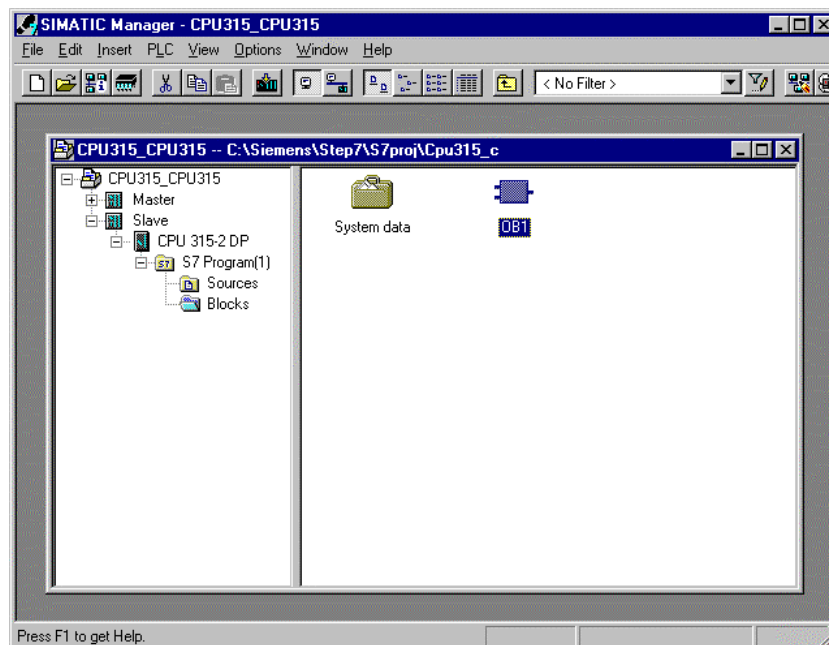 SIMATIC Manager - CPU315_CPU315
File Edit Insert PLC View Options Window Help
< No Filter >
CPU315_CPU315 -- C:\Siemens\Step7\S7proj\Cpu315_c
CPU315_CPU315
Master
Slave
CPU 315-2 DP
S7 Program(1)
Sources
Blocks
System data
OB1
Press F1 to get Help.